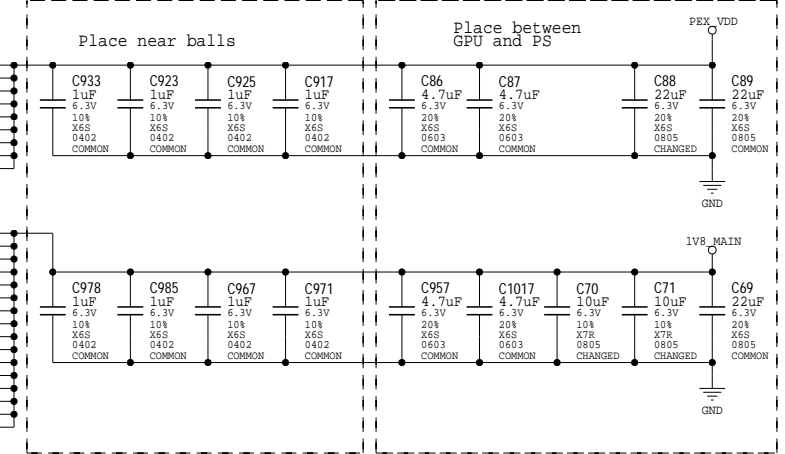 Place near balls
Place between
GPU and PS
PEX_VDD
C933
1uF
6.3V
10%
X6S
0402
COMMON
C923
1uF
6.3V
10%
X6S
0402
COMMON
C925
1uF
6.3V
10%
X6S
0402
COMMON
C917
1uF
6.3V
10%
X6S
0402
COMMON
C86
4.7uF
6.3V
20%
X6S
0603
COMMON
C87
4.7uF
6.3V
20%
X6S
0603
COMMON
C88
22uF
6.3V
20%
X6S
0805
CHANGED
C89
22uF
6.3V
20%
X6S
0805
COMMON
GND
1V8_MAIN
C978
1uF
6.3V
10%
X6S
0402
COMMON
C985
1uF
6.3V
10%
X6S
0402
COMMON
C967
1uF
6.3V
10%
X6S
0402
COMMON
C971
1uF
6.3V
10%
X6S
0402
COMMON
C957
4.7uF
6.3V
20%
X6S
0603
COMMON
C1017
4.7uF
6.3V
20%
X6S
0603
COMMON
C70
10uF
6.3V
10%
X7R
0805
CHANGED
C71
10uF
6.3V
10%
X7R
0805
CHANGED
C69
22uF
6.3V
20%
X6S
0805
COMMON
GND